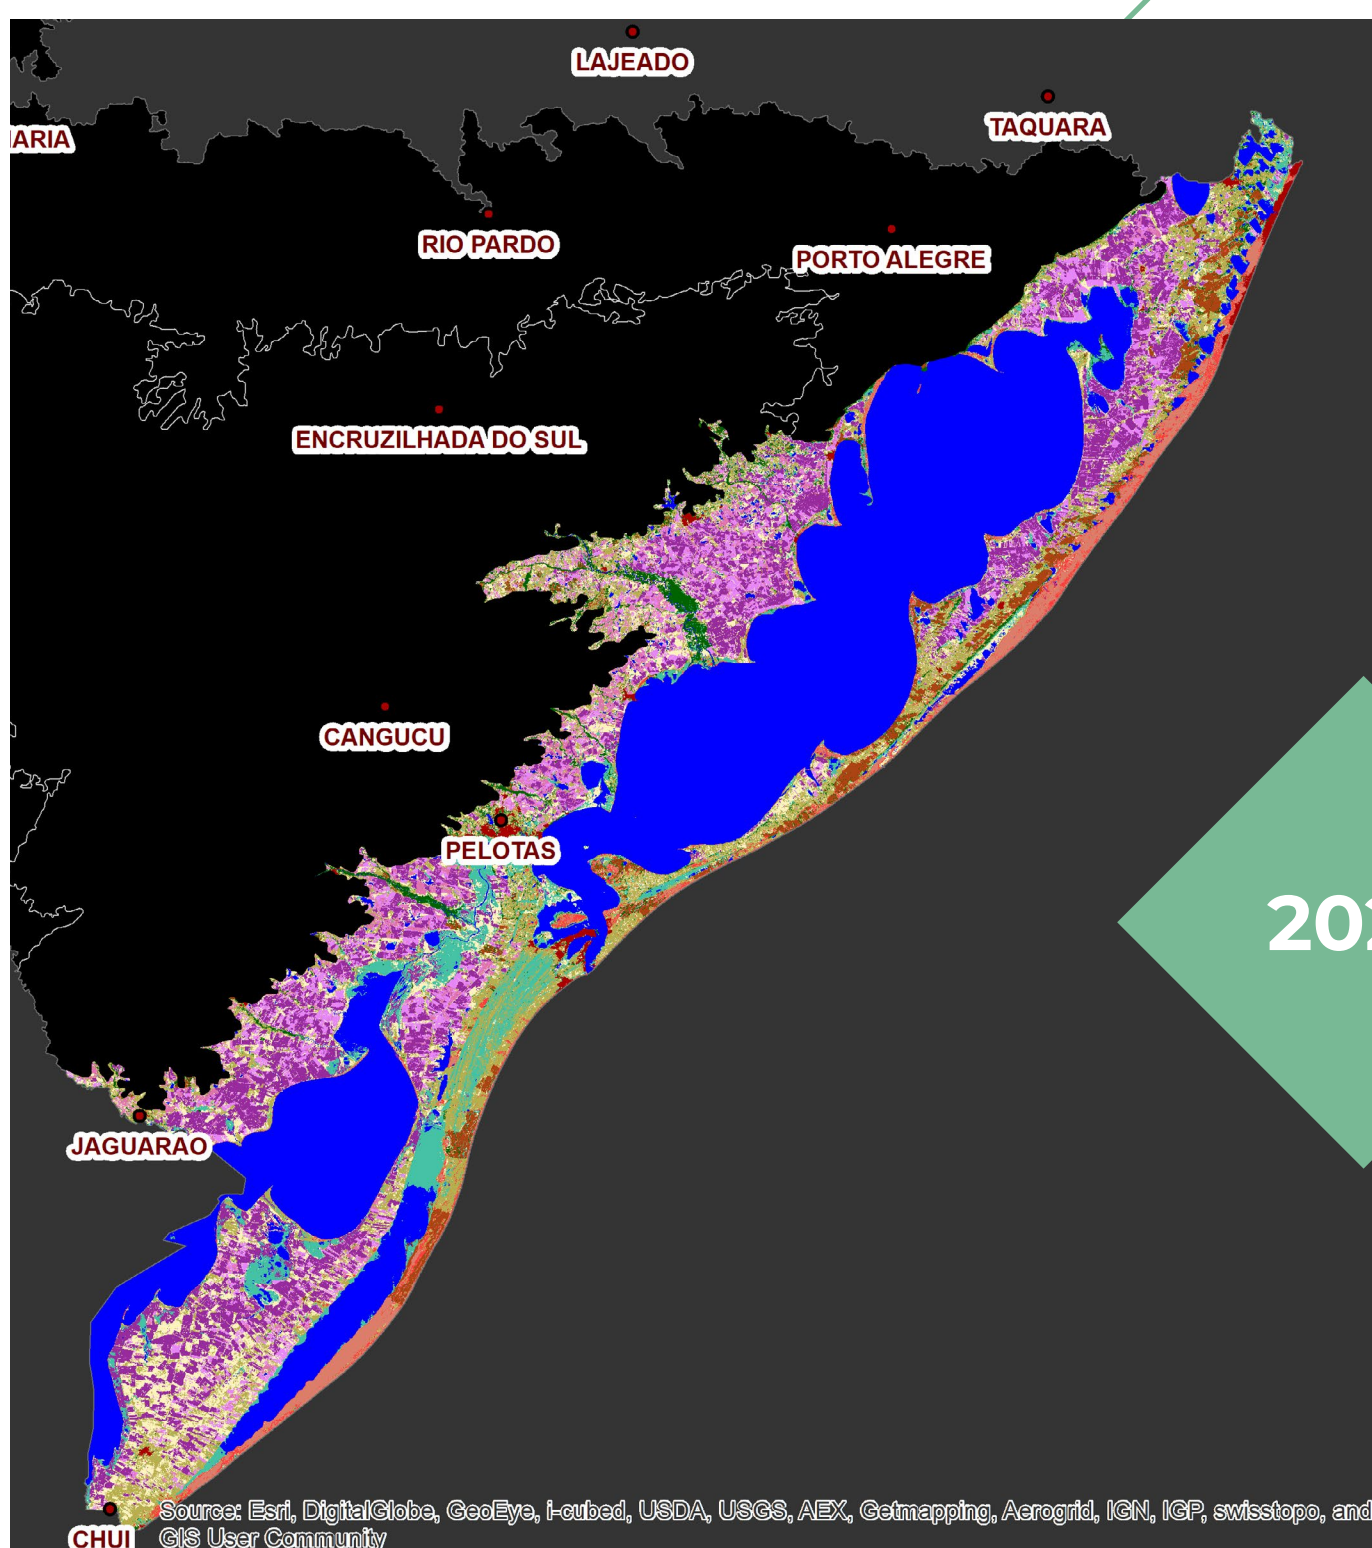 LAJEADO
TAQUARA
IARIA
RIO PARDO
PORTO ALEGRE
ENCRUZILHADA DO SUL
CANGUCU
PELOTAS
JAGUARAO
CHUI
Source: Esri, DigitalGlobe, GeoEye, i-cubed, USDA, USGS, AEX, Getmapping, Aerogrid, IGN, IGP, swisstopo, and
GIS User Community